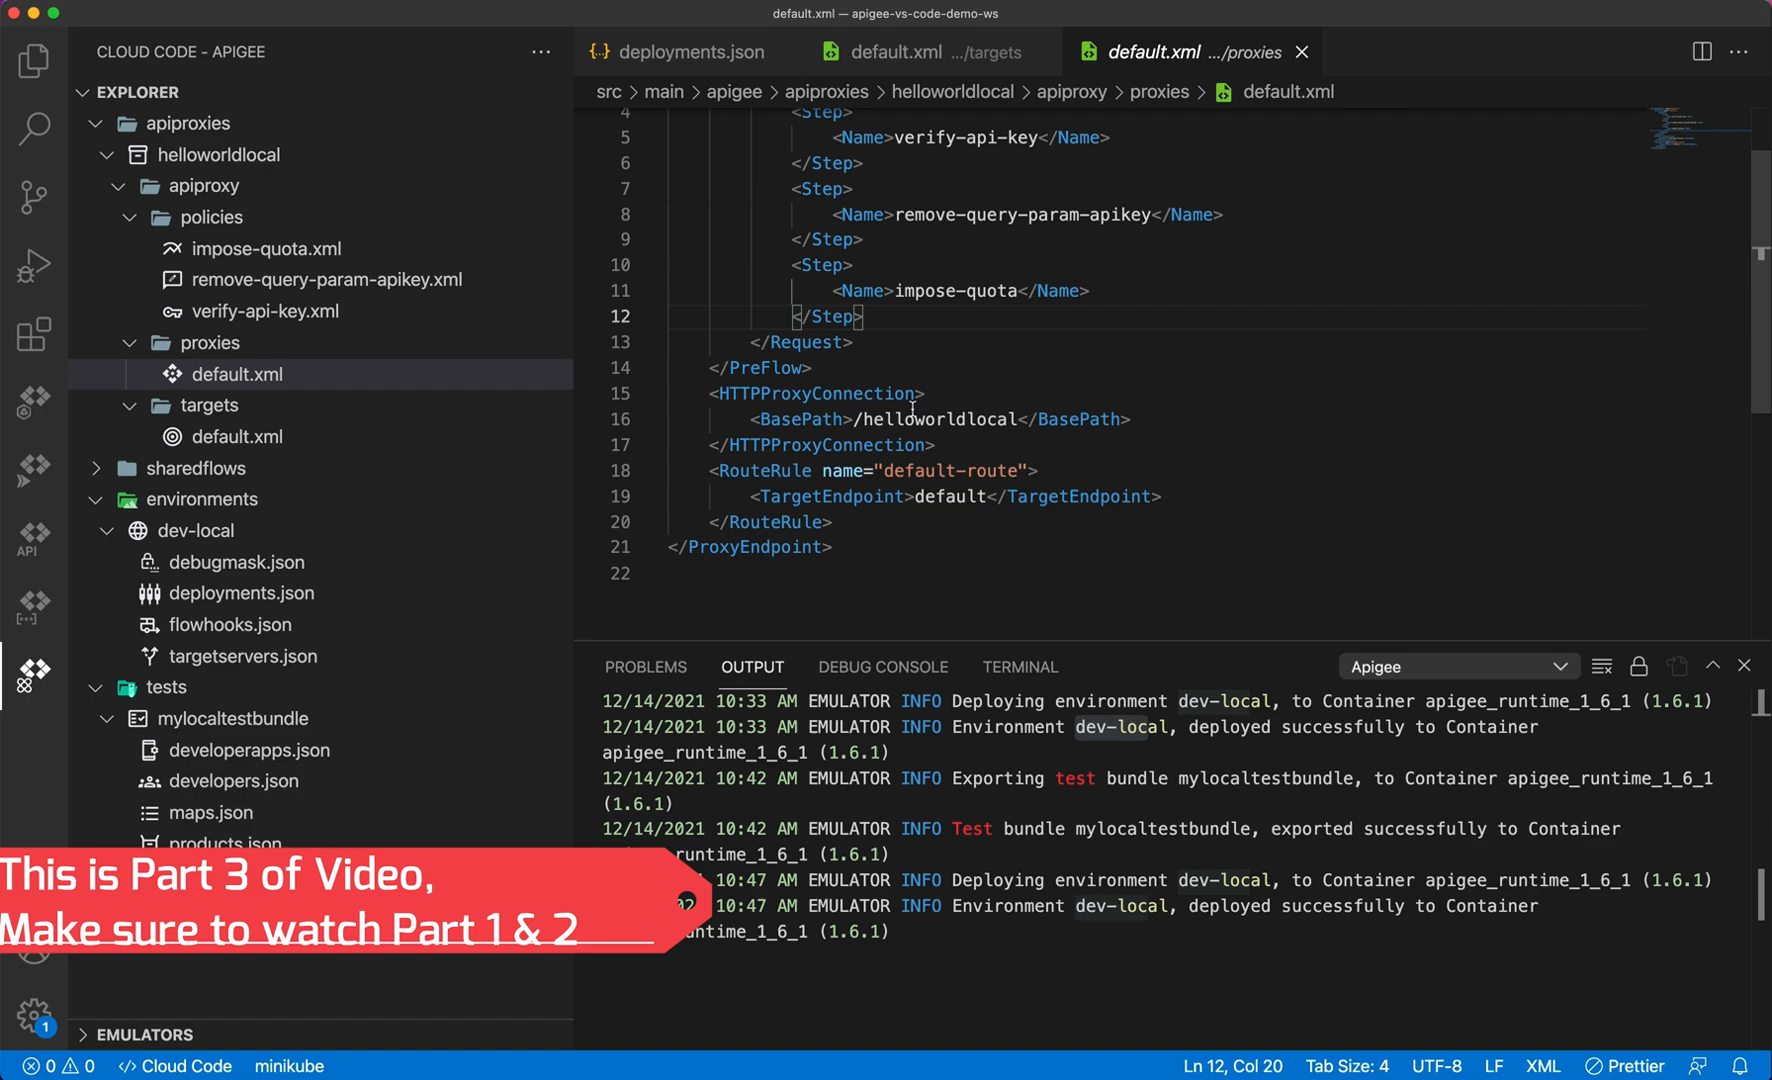 default.xml — apigee-vs-code-demo-ws
CLOUD CODE - APIGEE
EXPLORER
apiproxies
helloworldlocal
apiproxy
policies
impose-quota.xml
remove-query-param-apikey.xml
verify-api-key.xml
proxies
default.xml
targets
default.xml
sharedflows
environments
dev-local
debugmask.json
deployments.json
flowhooks.json
targetservers.json
tests
mylocaltestbundle
developerapps.json
developers.json
maps.json
products.json
API
EMULATORS
1
deployments.json
default.xml .../targets
default.xml .../proxies
src > main > apigee > apiproxies > helloworldlocal > apiproxy > proxies > default.xml
4 <Step>
5 <Name>verify-api-key</Name>
6 </Step>
7 <Step>
8 <Name>remove-query-param-apikey</Name>
9 </Step>
10 <Step>
11 <Name>impose-quota</Name>
12 </Step>
13 </Request>
14 </PreFlow>
15 <HTTPProxyConnection>
16 <BasePath>/helloworldlocal</BasePath>
17 </HTTPProxyConnection>
18 <RouteRule name="default-route">
19 <TargetEndpoint>default</TargetEndpoint>
20 </RouteRule>
21 </ProxyEndpoint>
22
PROBLEMS OUTPUT DEBUG CONSOLE TERMINAL Apigee
12/14/2021 10:33 AM EMULATOR INFO Deploying environment dev-local, to Container apigee_runtime_1_6_1 (1.6.1)
12/14/2021 10:33 AM EMULATOR INFO Environment dev-local, deployed successfully to Container
apigee_runtime_1_6_1 (1.6.1)
12/14/2021 10:42 AM EMULATOR INFO Exporting test bundle mylocaltestbundle, to Container apigee_runtime_1_6_1
(1.6.1)
12/14/2021 10:42 AM EMULATOR INFO Test bundle mylocaltestbundle, exported successfully to Container
runtime_1_6_1 (1.6.1)
10:47 AM EMULATOR INFO Deploying environment dev-local, to Container apigee_runtime_1_6_1 (1.6.1)
10:47 AM EMULATOR INFO Environment dev-local, deployed successfully to Container
runtime_1_6_1 (1.6.1)
This is Part 3 of Video,
Make sure to watch Part 1 & 2
0 0 Cloud Code minikube Ln 12, Col 20 Tab Size: 4 UTF-8 LF XML Prettier